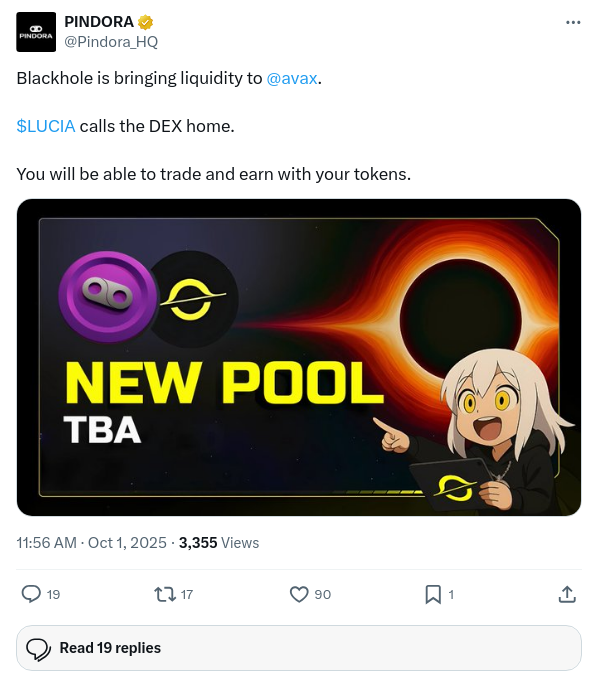 PINDORA
PINDORA
@Pindora_HQ
Blackhole is bringing liquidity to @avax.
$LUCIA calls the DEX home.
You will be able to trade and earn with your tokens.
NEW POOL
TBA
11:56 AM · Oct 1, 2025 · 3,355 Views
19
17
90
1
Read 19 replies